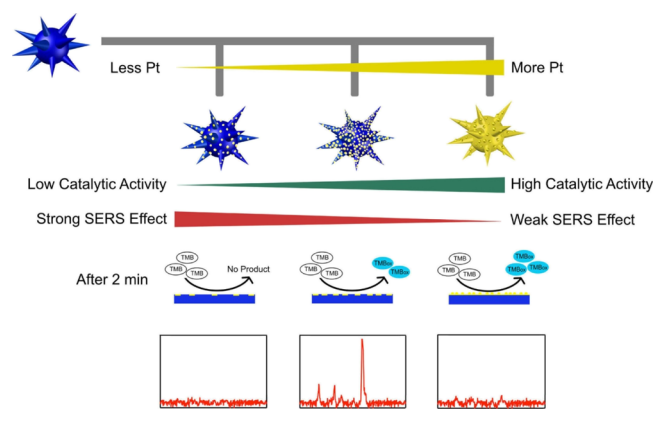 Less Pt
More Pt
Low Catalytic Activity
High Catalytic Activity
Strong SERS Effect
Weak SERS Effect
After 2 min
TMB
TMB
TMB
No Product
TMB
TMB
TMB
TMBox
TMBox
TMB
TMB
TMB
TMBox
TMBox
TMBox